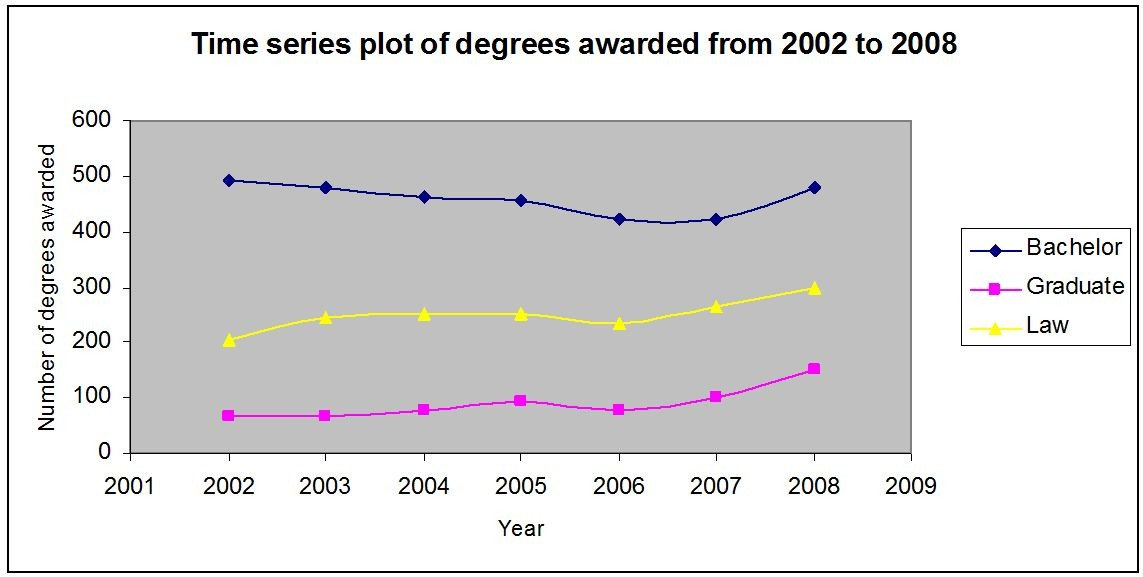 Time series plot of degrees awarded from 2002 to 2008
Number of degrees awarded
600
500
400
300
200
100
0
2001 2002 2003 2004 2005 2006 2007 2008 2009
Year
Bachelor
Graduate
Law